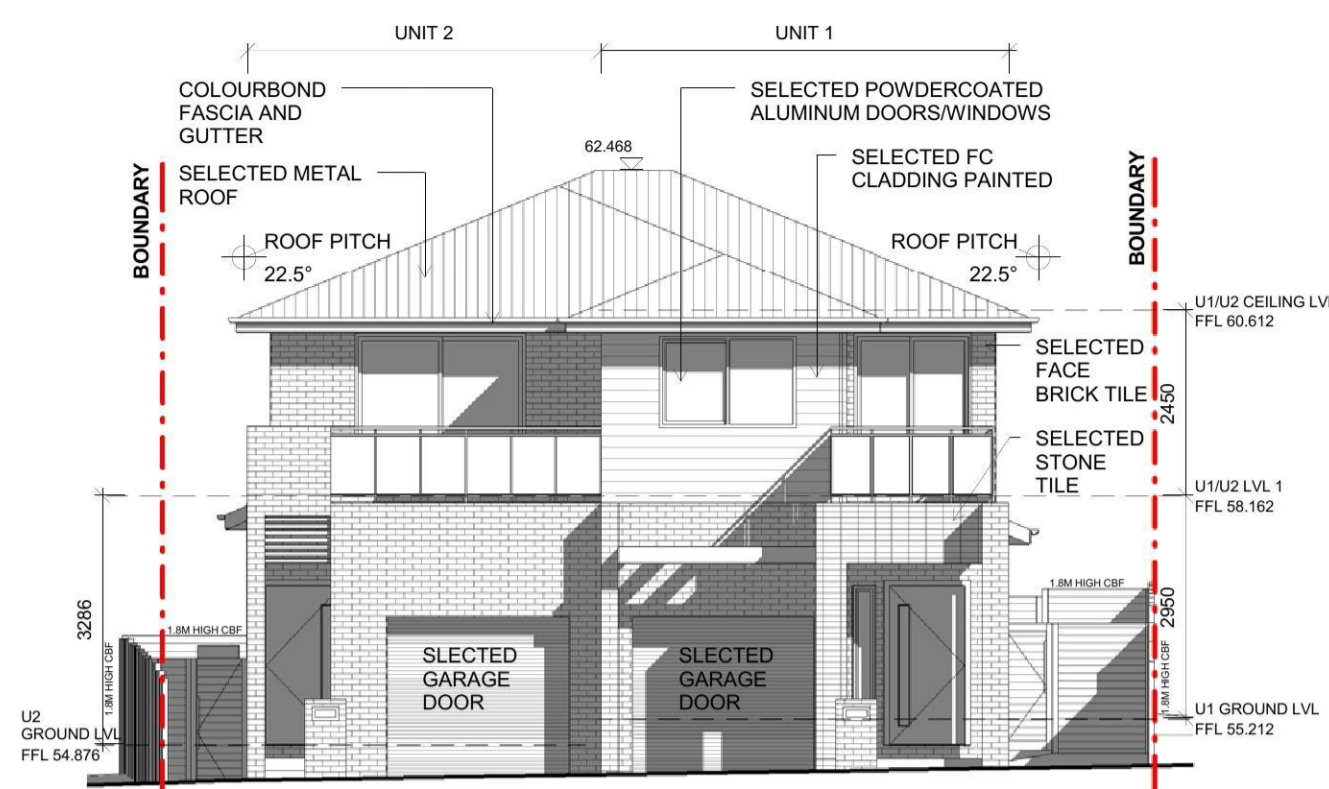 UNIT 2
UNIT 1
COLOURBOND
FASCIA AND
GUTTER
SELECTED POWDERCOATED
ALUMINUM DOORS/WINDOWS
62.468
SELECTED METAL
ROOF
SELECTED FC
CLADDING PAINTED
BOUNDARY
BOUNDARY
ROOF PITCH
22.5°
ROOF PITCH
22.5°
U1/U2 CEILING LVL
FFL 60.612
SELECTED
FACE
BRICK TILE
2450
SELECTED
STONE
TILE
U1/U2 LVL 1
FFL 58.162
3286
2950
1.8M HIGH CBF
1.8M HIGH CBF
1.8M HIGH CBF
1.8M HIGH CBF
SLECTED
GARAGE
DOOR
SLECTED
GARAGE
DOOR
U2
GROUND LVL
FFL 54.876
U1 GROUND LVL
FFL 55.212